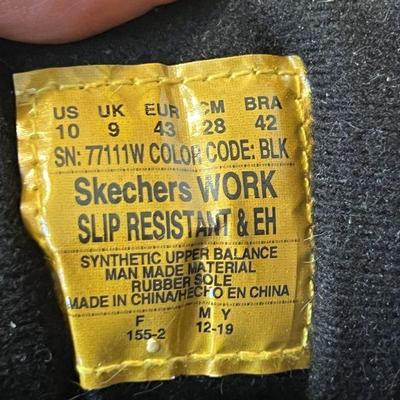 US UK EUR CM BRA
10 9 43 28 42
SN: 77111W COLOR CODE: BLK
Skechers WORK
SLIP RESISTANT & EH
SYNTHETIC UPPER BALANCE
MAN MADE MATERIAL
RUBBER SOLE
MADE IN CHINA/HECHO EN CHINA
F M Y
155-2 12-19